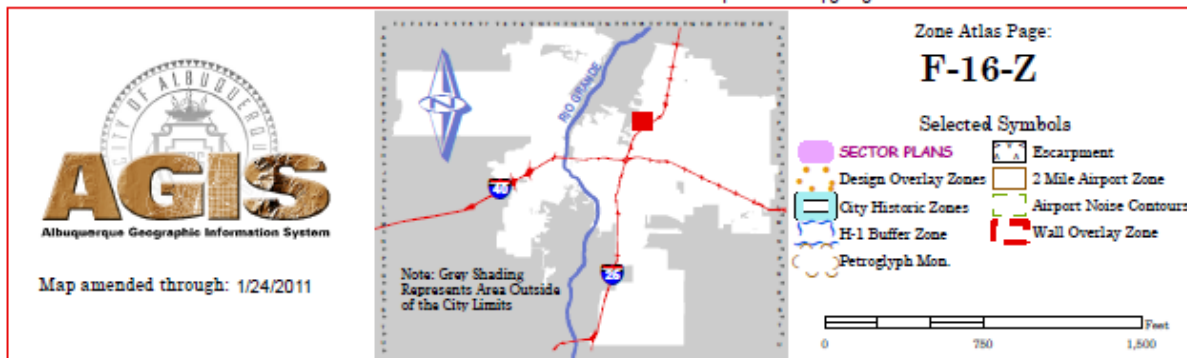 CITY OF ALBUQUERQUE
AGIS
Albuquerque Geographic Information System
Map amended through: 1/24/2011
RIO GRANDE
N
40
25
Note: Grey Shading
Represents Area Outside
of the City Limits
Zone Atlas Page:
F-16-Z
Selected Symbols
SECTOR PLANS
Escarpment
Design Overlay Zones
2 Mile Airport Zone
City Historic Zones
Airport Noise Contours
H-1 Buffer Zone
Wall Overlay Zone
Petroglyph Mon.
Feet
0
750
1,500